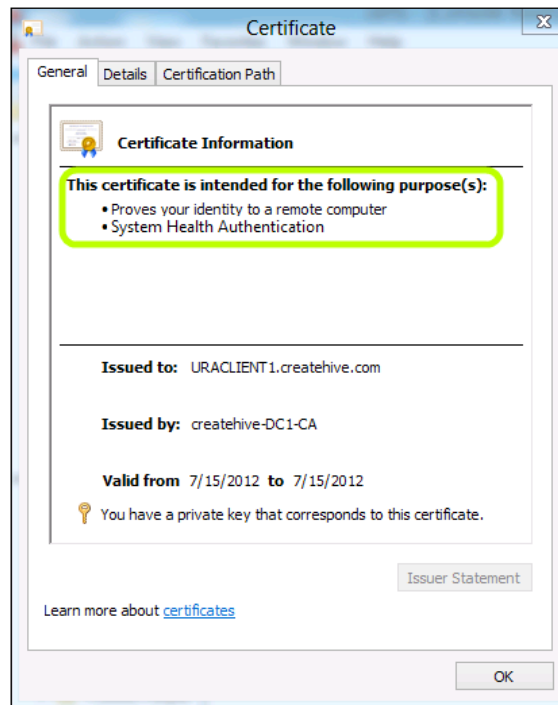 Certificate
General Details Certification Path
Certificate Information
This certificate is intended for the following purpose(s):
• Proves your identity to a remote computer
• System Health Authentication
Issued to: URACLIENT1.createhive.com
Issued by: createhive-DC1-CA
Valid from 7/15/2012 to 7/15/2012
You have a private key that corresponds to this certificate.
Issuer Statement
Learn more about certificates
OK